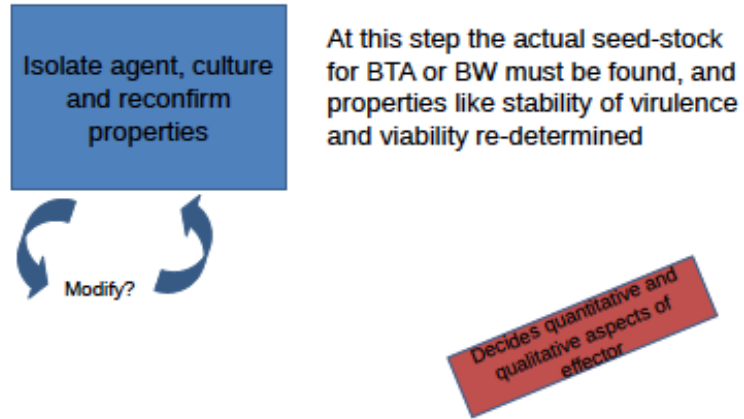 Isolate agent, culture
and reconfirm
properties
At this step the actual seed-stock
for BTA or BW must be found, and
properties like stability of virulence
and viability re-determined
Modify?
Decides quantitative and
qualitative aspects of
effector